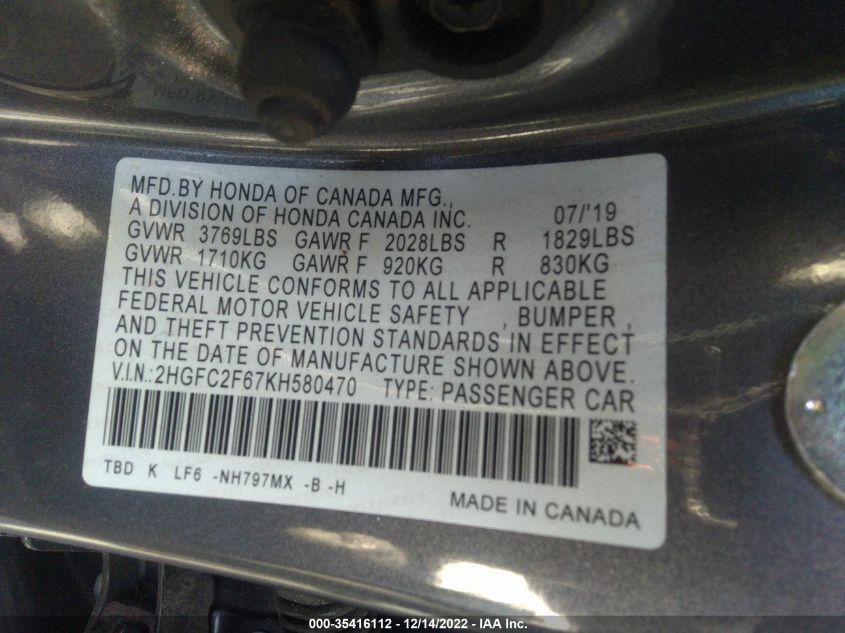 MFD. BY HONDA OF CANADA MFG.,
A DIVISION OF HONDA CANADA INC. 07/'19
GVWR 3769LBS GAWR F 2028LBS R 1829LBS
GVWR 1710KG GAWR F 920KG R 830KG
THIS VEHICLE CONFORMS TO ALL APPLICABLE
FEDERAL MOTOR VEHICLE SAFETY , BUMPER ,
AND THEFT PREVENTION STANDARDS IN EFFECT
ON THE DATE OF MANUFACTURE SHOWN ABOVE.
V.I.N.:2HGFC2F67KH580470 TYPE: PASSENGER CAR
TBD K LF6 -NH797MX -B -H
MADE IN CANADA
000-35416112 - 12/14/2022 - IAA Inc.